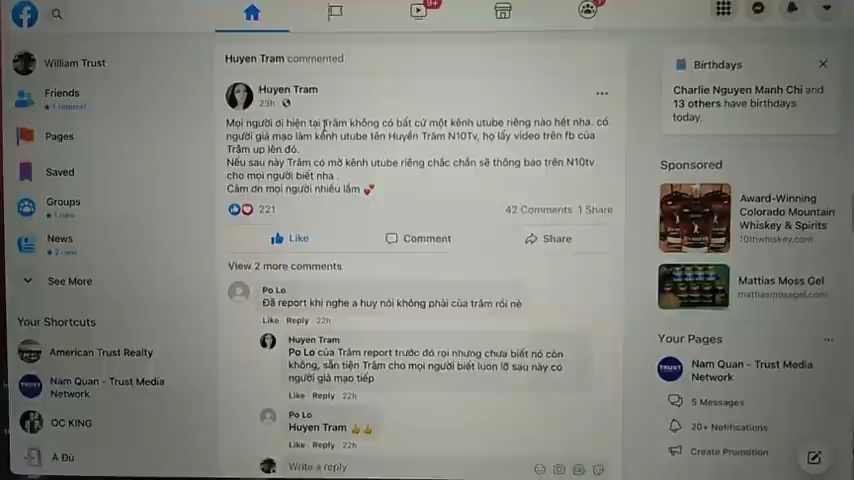 9+
William Trust
Friends
1 request
Pages
Saved
Groups
1 new
News
2 new
See More
Your Shortcuts
American Trust Realty
Nam Quan - Trust Media
Network
OC KING
Á Dù
Huyen Tram commented
Huyen Tram
23h
Mọi người ơi hiện tại Trâm không có bất cứ một kênh utube riêng nào hết nha. có
người giả mạo làm kênh utube tên Huyền Trâm N10Tv, họ lấy video trên fb của
Trâm up lên đó.
Nếu sau này Trâm có mở kênh utube riêng chắc chắn sẽ thông báo trên N10tv
cho mọi người biết nha .
Cảm ơn mọi người nhiều lắm 💕
221
42 Comments 1 Share
Like
Comment
Share
View 2 more comments
Po Lo
Đã report khi nghe a huy nói không phải của trâm rồi nè
Like Reply 22h
Huyen Tram
Po Lo của Trâm report trước đó rọi nhưng chưa biết nó còn
không, sẵn tiện Trâm cho mọi người biết luon lỡ sau này có
người giả mạo tiếp
Like Reply 22h
Po Lo
Huyen Tram 👍👍
Like Reply 22h
Write a reply
Birthdays
Charlie Nguyen Manh Chi and
13 others have birthdays
today.
Sponsored
Award-Winning
Colorado Mountain
Whiskey & Spirits
10thwhiskey.com
Mattias Moss Gel
mattiasmossgel.com
Your Pages
TRUST
Nam Quan - Trust Media
Network
5 Messages
20+ Notifications
Create Promotion